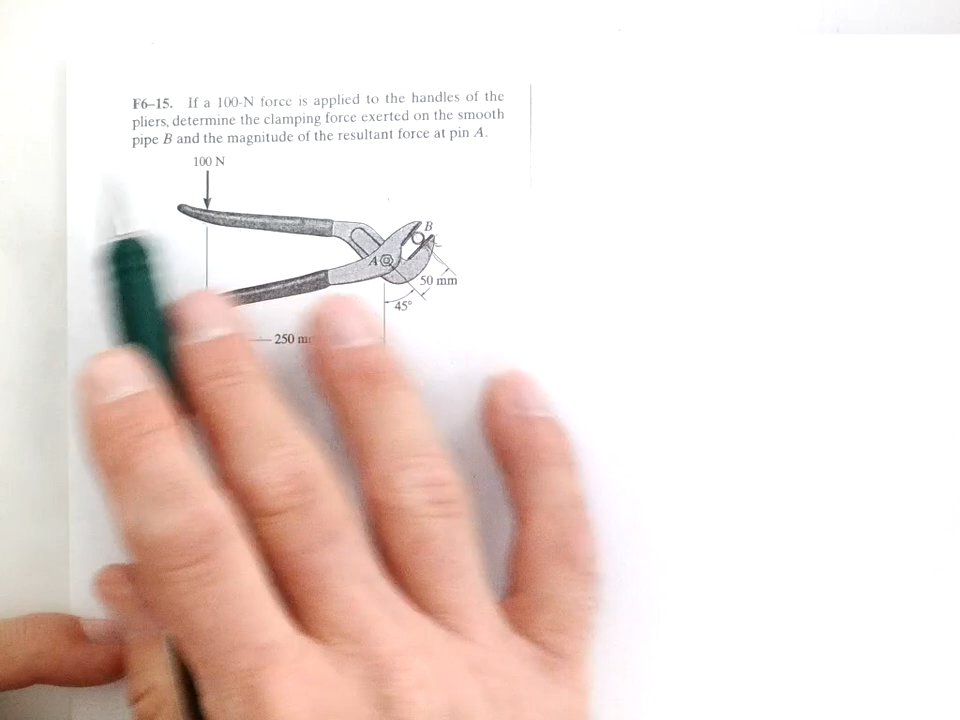 F6–15. If a 100-N force is applied to the handles of the
pliers, determine the clamping force exerted on the smooth
pipe B and the magnitude of the resultant force at pin A.
100 N
B
A
50 mm
45°
250